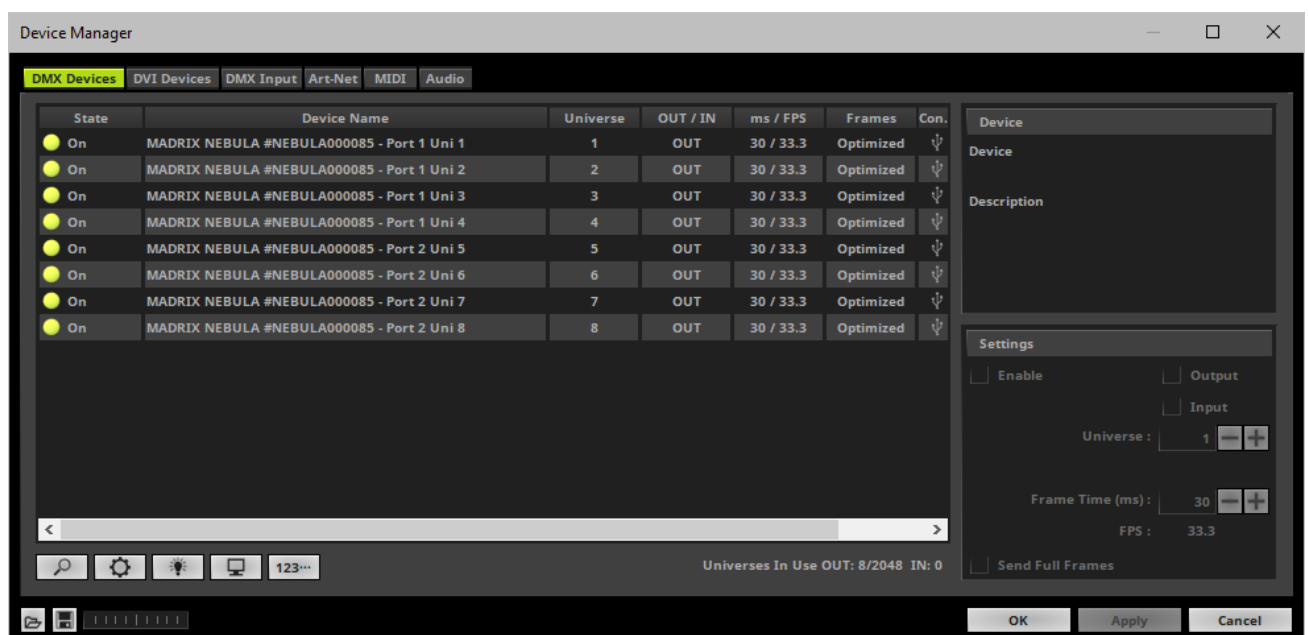 Device Manager
DMX Devices DVI Devices DMX Input Art-Net MIDI Audio
State Device Name Universe OUT / IN ms / FPS Frames Con.
On MADRIX NEBULA #NEBULA000085 - Port 1 Uni 1 1 OUT 30 / 33.3 Optimized
On MADRIX NEBULA #NEBULA000085 - Port 1 Uni 2 2 OUT 30 / 33.3 Optimized
On MADRIX NEBULA #NEBULA000085 - Port 1 Uni 3 3 OUT 30 / 33.3 Optimized
On MADRIX NEBULA #NEBULA000085 - Port 1 Uni 4 4 OUT 30 / 33.3 Optimized
On MADRIX NEBULA #NEBULA000085 - Port 2 Uni 5 5 OUT 30 / 33.3 Optimized
On MADRIX NEBULA #NEBULA000085 - Port 2 Uni 6 6 OUT 30 / 33.3 Optimized
On MADRIX NEBULA #NEBULA000085 - Port 2 Uni 7 7 OUT 30 / 33.3 Optimized
On MADRIX NEBULA #NEBULA000085 - Port 2 Uni 8 8 OUT 30 / 33.3 Optimized
123...
Universes In Use OUT: 8/2048 IN: 0
Device
Device
Description
Settings
Enable Output
Input
Universe : 1
Frame Time (ms) : 30
FPS : 33.3
Send Full Frames
OK Apply Cancel